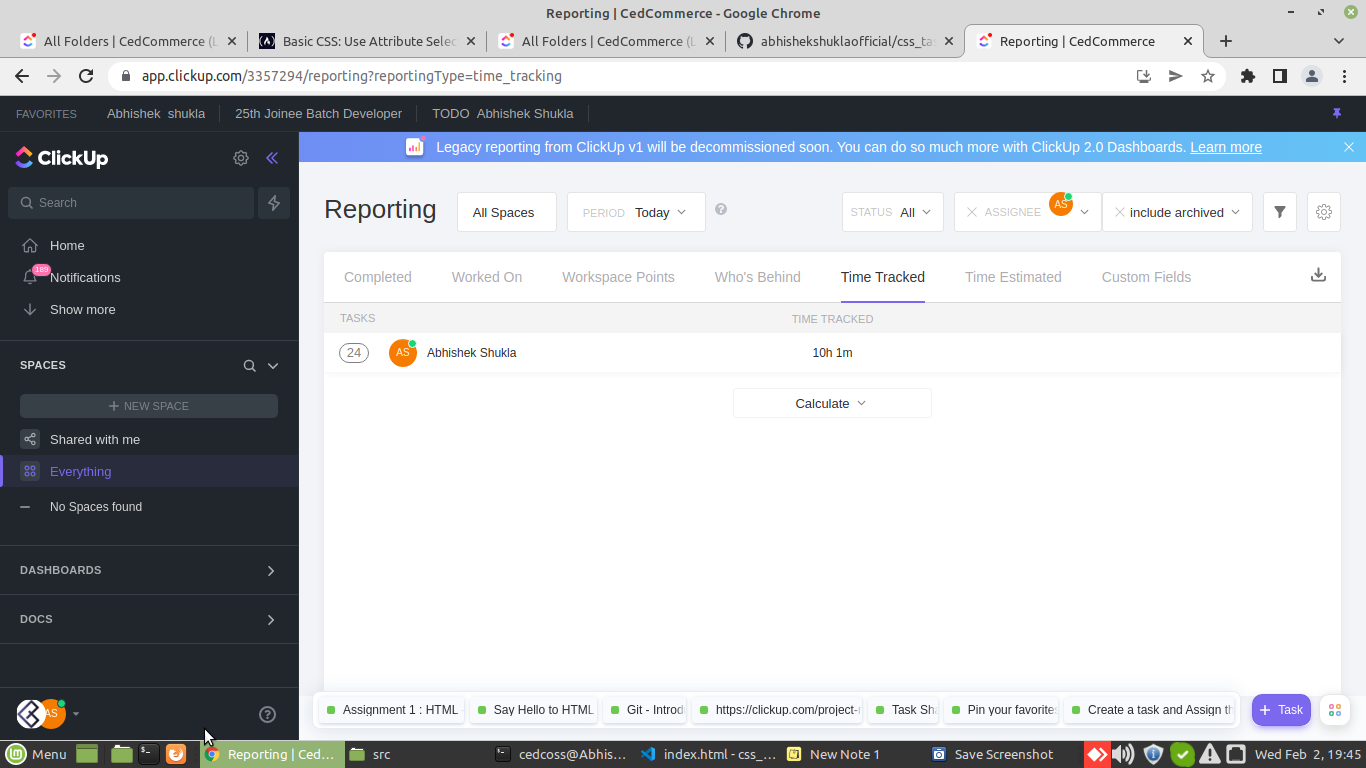 Reporting | CedCommerce - Google Chrome
All Folders | CedCommerce (L
Basic CSS: Use Attribute Selec
All Folders | CedCommerce (L
abhishekshuklaofficial/css_ta
Reporting | CedCommerce
app.clickup.com/3357294/reporting?reportingType=time_tracking
FAVORITES Abhishek shukla 25th Joinee Batch Developer TODO Abhishek Shukla
ClickUp
Legacy reporting from ClickUp v1 will be decommissioned soon. You can do so much more with ClickUp 2.0 Dashboards. Learn more
Search
Home
189
Notifications
Show more
SPACES
+ NEW SPACE
Shared with me
Everything
No Spaces found
DASHBOARDS
DOCS
AS
Reporting
All Spaces
PERIOD Today
STATUS All
ASSIGNEE AS
include archived
Completed Worked On Workspace Points Who's Behind Time Tracked Time Estimated Custom Fields
TASKS TIME TRACKED
24 AS Abhishek Shukla 10h 1m
Calculate
Assignment 1 : HTML
Say Hello to HTML
Git - Introd
https://clickup.com/project-
Task Sh
Pin your favorite
Create a task and Assign th
+ Task
Menu
Reporting | Ced...
src
cedcoss@Abhis...
index.html - css_...
New Note 1
Save Screenshot
Wed Feb 2, 19:45